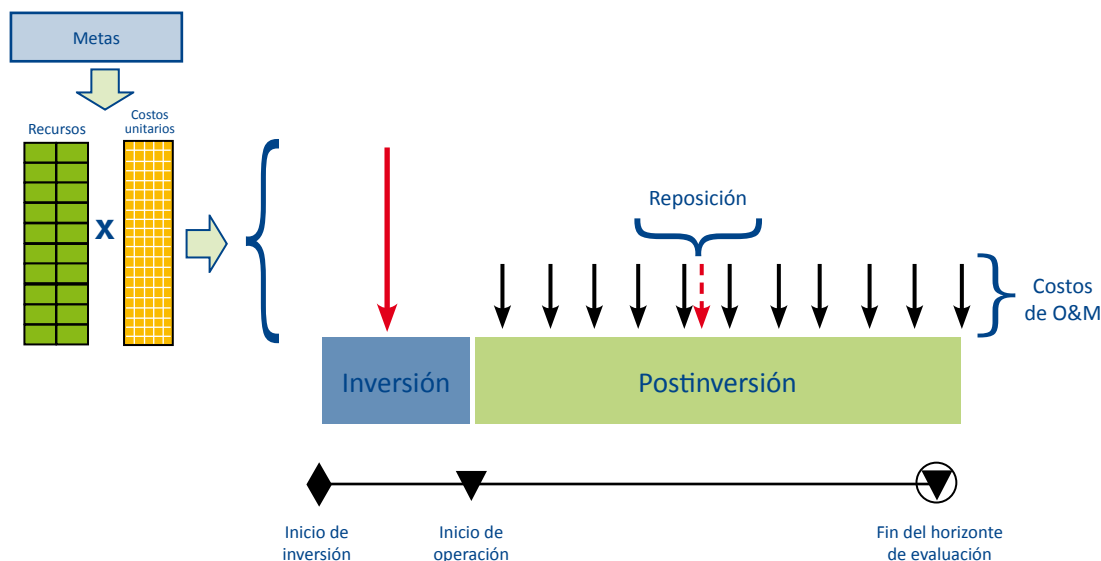 Metas
Recursos
Costos
unitarios
X
Reposición
Costos
de O&M
Inversión
Postinversión
Inicio de
inversión
Inicio de
operación
Fin del horizonte
de evaluación